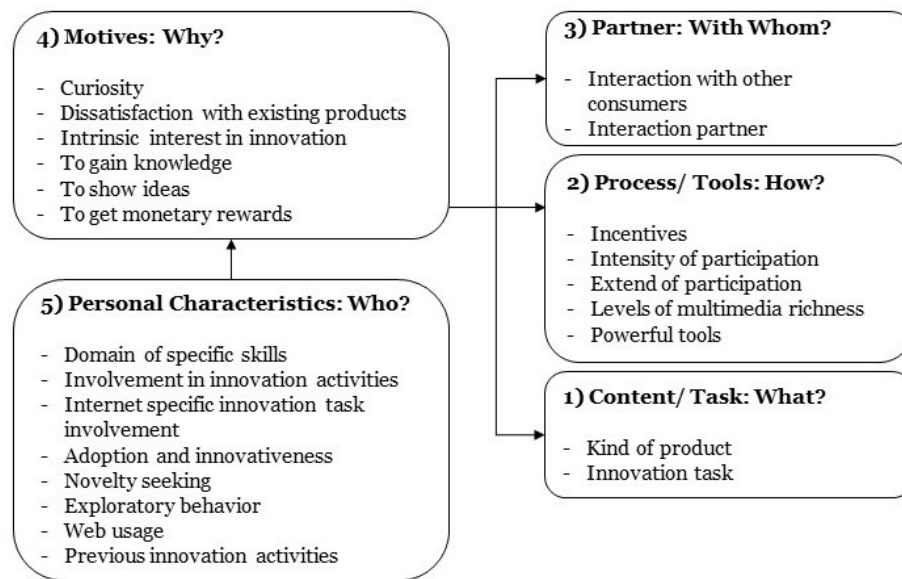 4) Motives: Why?
- Curiosity
- Dissatisfaction with existing products
- Intrinsic interest in innovation
- To gain knowledge
- To show ideas
- To get monetary rewards
5) Personal Characteristics: Who?
- Domain of specific skills
- Involvement in innovation activities
- Internet specific innovation task
involvement
- Adoption and innovativeness
- Novelty seeking
- Exploratory behavior
- Web usage
- Previous innovation activities
3) Partner: With Whom?
- Interaction with other
consumers
- Interaction partner
2) Process/ Tools: How?
- Incentives
- Intensity of participation
- Extend of participation
- Levels of multimedia richness
- Powerful tools
1) Content/ Task: What?
- Kind of product
- Innovation task